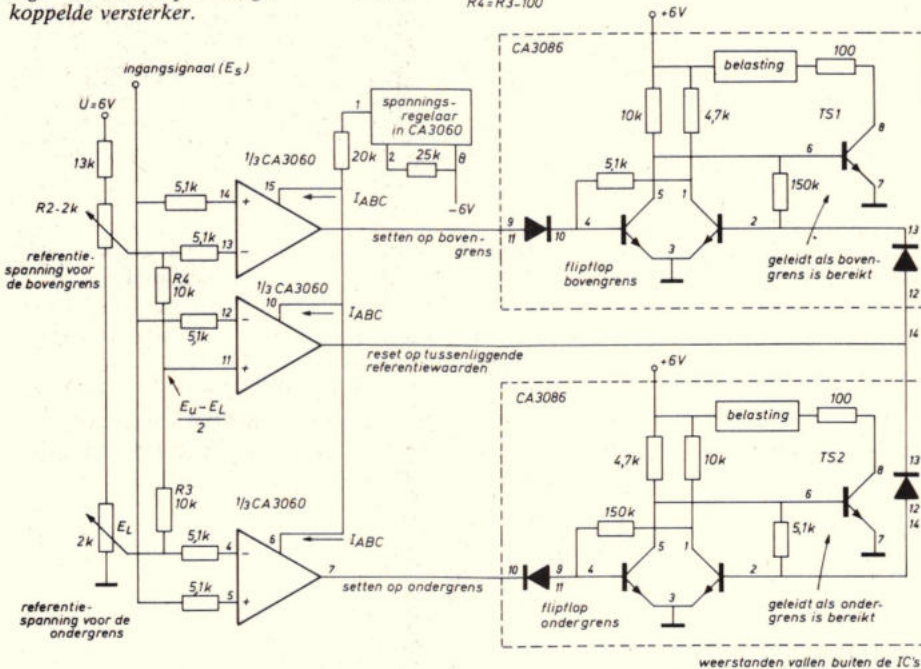 koppelde versterker.
R4 = R3-100
+6V
CA3086
ingangsignaal (Es)
U=6V
13k
R2-2k
referentie-
spanning voor
de bovengrens
5,1k
14
5,1k
13
1/3 CA3060
15
IABC
1
20k
spannings-
regelaar
in CA3060
2
25k
8
-6V
setten op boven-
grens
9
11
10
4
5,1k
10k
4,7k
belasting
100
TS1
8
6
7
5
1
150k
2
3
flipflop
bovengrens
geleidt als boven-
grens is bereikt
13
12
14
R4
10k
12
5,1k
11
1/3 CA3060
10
IABC
reset op tussenliggende
referentiewaarden
Eu-EL
2
R3
10k
EL
2k
referentie-
spanning voor de
ondergrens
5,1k
4
5,1k
5
1/3 CA3060
6
IABC
7
setten op ondergrens
+6V
CA3086
4,7k
10k
belasting
100
TS2
8
6
7
150k
5
1
5,1k
10
9
11
4
2
3
flipflop
ondergrens
geleidt als onder-
grens is bereikt
13
12
14
weerstanden vallen buiten de IC's